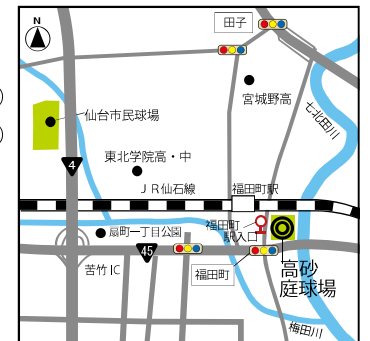 N
田子
宮城野高
七北田川
仙台市民球場
東北学院高・中
4
JR仙石線
福田町駅
福田町
駅入口
扇町一丁目公園
45
苦竹IC
福田町
高砂
庭球場
梅田川